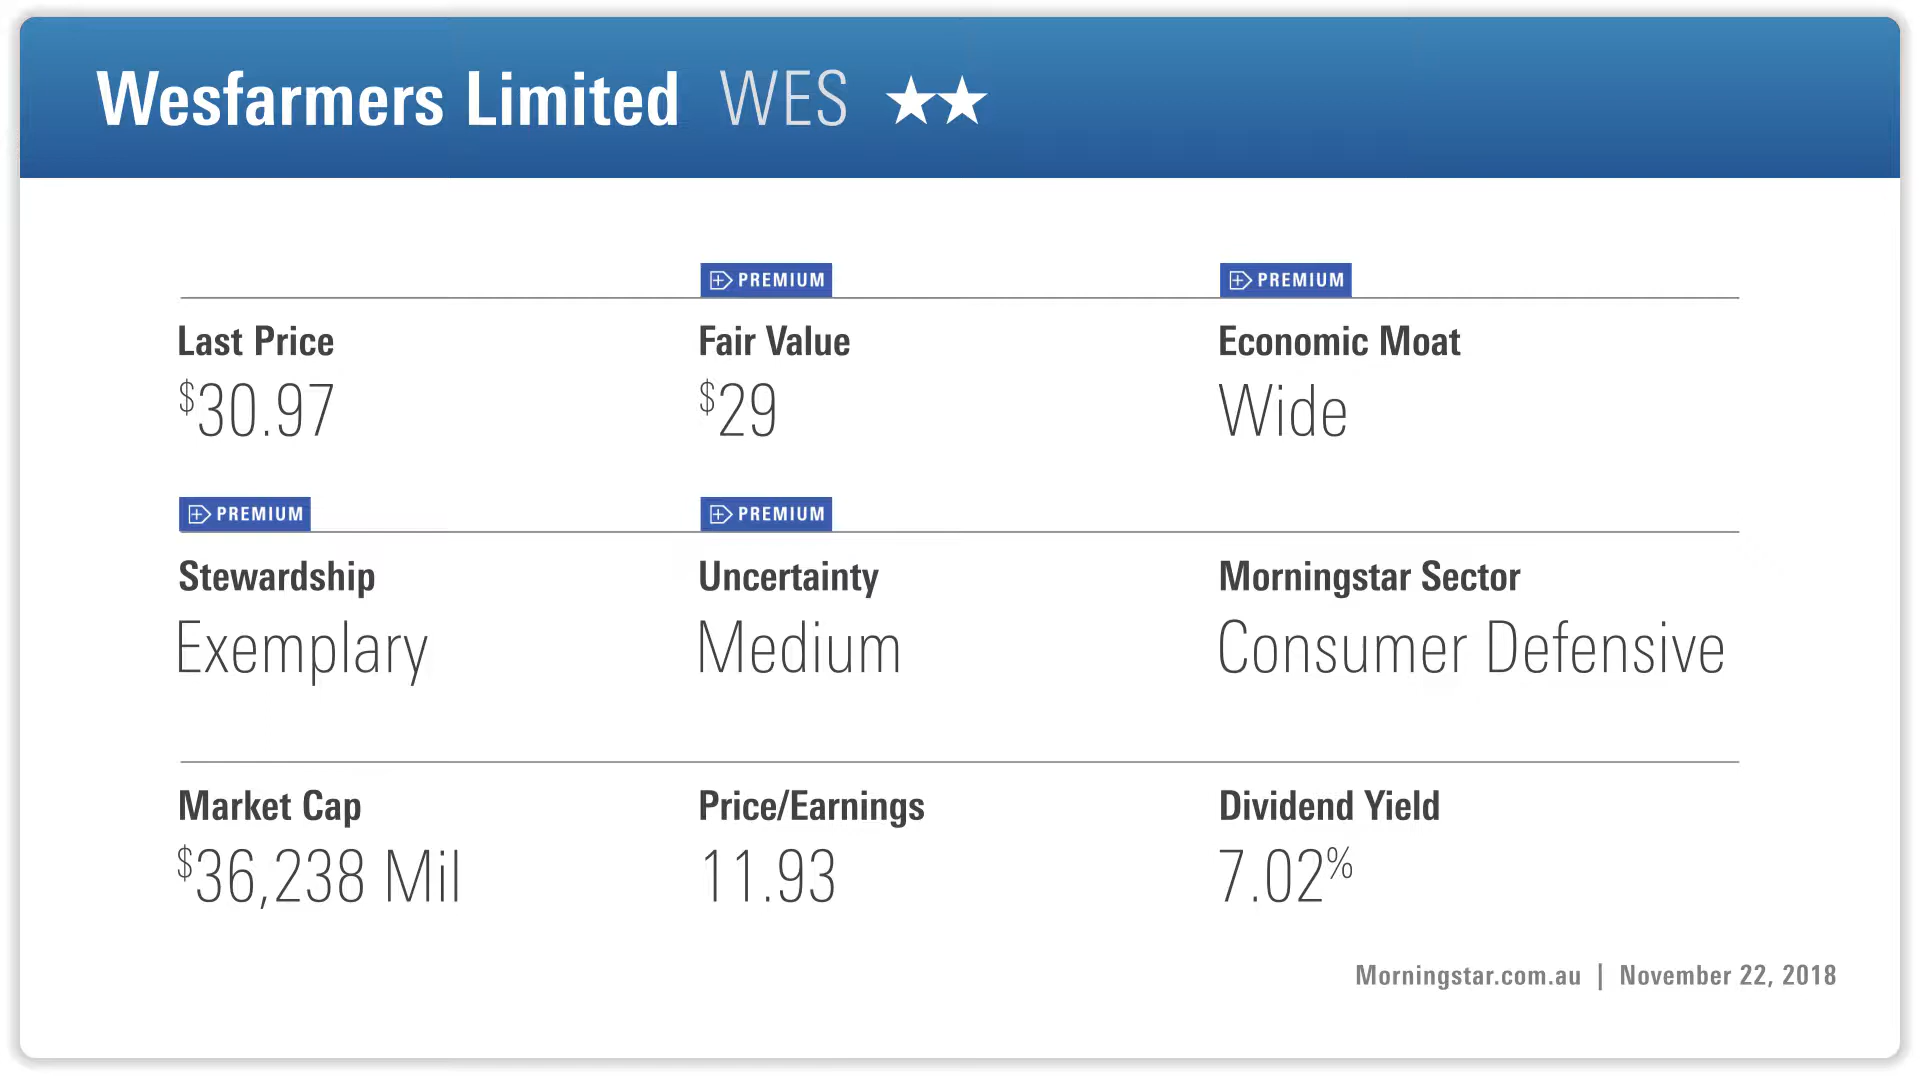 Wesfarmers Limited WES ★★
PREMIUM PREMIUM
Last Price Fair Value Economic Moat
$30.97 $29 Wide
PREMIUM PREMIUM
Stewardship Uncertainty Morningstar Sector
Exemplary Medium Consumer Defensive
Market Cap Price/Earnings Dividend Yield
$36,238 Mil 11.93 7.02%
Morningstar.com.au | November 22, 2018